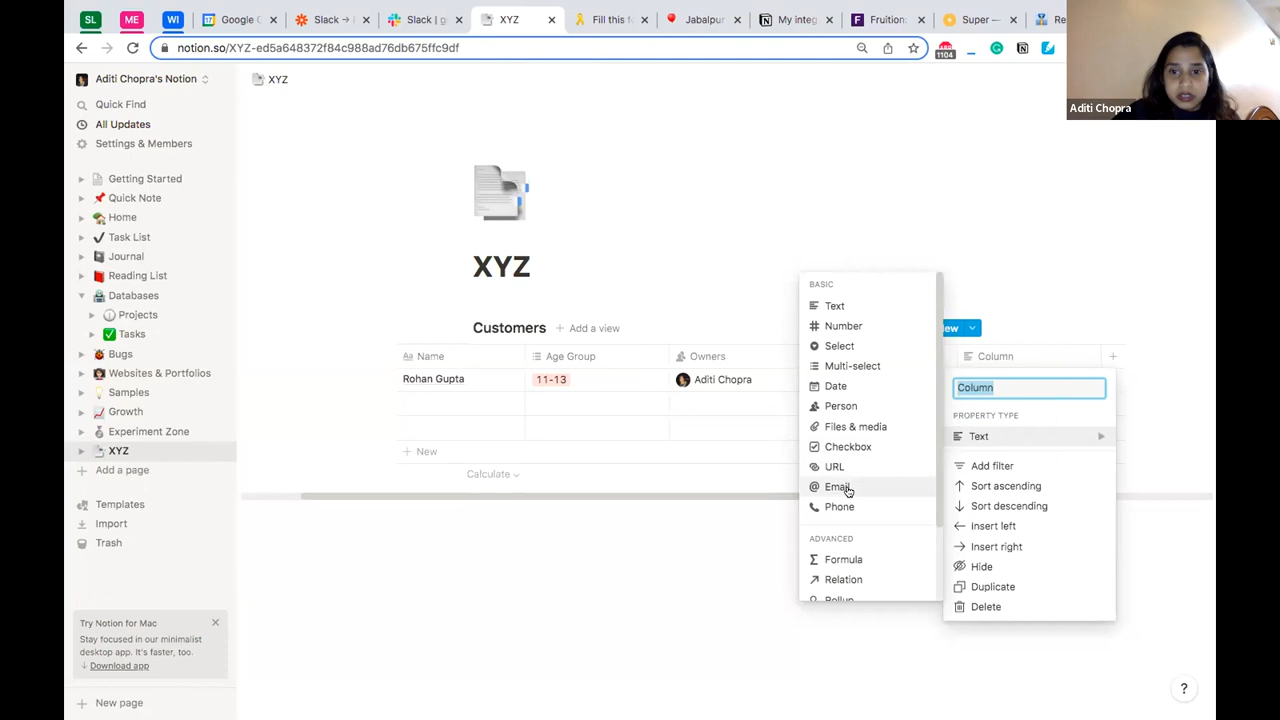 SL
ME
WI
Google C
Slack →
Slack | g
XYZ
Fill this fo
Jabalpur
My integ
Fruition:
Super —
Re
notion.so/XYZ-ed5a648372f84c988ad76db675ffc9df
1104
Aditi Chopra
Aditi Chopra's Notion
XYZ
Quick Find
All Updates
Settings & Members
Getting Started
Quick Note
Home
Task List
Journal
Reading List
Databases
Projects
Tasks
Bugs
Websites & Portfolios
Samples
Growth
Experiment Zone
XYZ
Add a page
Templates
Import
Trash
Try Notion for Mac
Stay focused in our minimalist
desktop app. It's faster, too.
Download app
New page
XYZ
Customers
Add a view
ew
Aa Name
Age Group
Owners
Column
Rohan Gupta
11-13
Aditi Chopra
New
Calculate
BASIC
Text
Number
Select
Multi-select
Date
Person
Files & media
Checkbox
URL
Email
Phone
ADVANCED
Formula
Relation
Rollup
Column
PROPERTY TYPE
Text
Add filter
Sort ascending
Sort descending
Insert left
Insert right
Hide
Duplicate
Delete
?